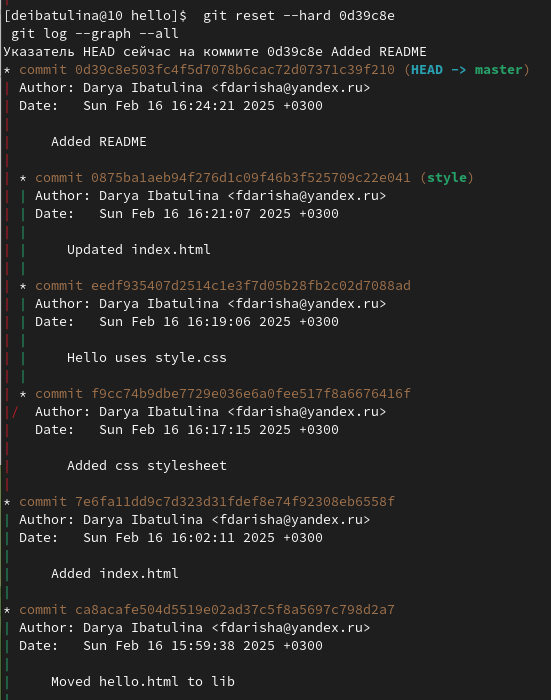 [deibatulina@10 hello]$  git reset --hard 0d39c8e
 git log --graph --all
Указатель HEAD сейчас на коммите 0d39c8e Added README
* commit 0d39c8e503fc4f5d7078b6cac72d07371c39f210 (HEAD -> master)
| Author: Darya Ibatulina <fdarisha@yandex.ru>
| Date:   Sun Feb 16 16:24:21 2025 +0300
|
|     Added README
|
| * commit 0875ba1aeb94f276d1c09f46b3f525709c22e041 (style)
| | Author: Darya Ibatulina <fdarisha@yandex.ru>
| | Date:   Sun Feb 16 16:21:07 2025 +0300
| |
| |     Updated index.html
| |
| * commit eedf935407d2514c1e3f7d05b28fb2c02d7088ad
| | Author: Darya Ibatulina <fdarisha@yandex.ru>
| | Date:   Sun Feb 16 16:19:06 2025 +0300
| |
| |     Hello uses style.css
| |
| * commit f9cc74b9dbe7729e036e6a0fee517f8a6676416f
|/  Author: Darya Ibatulina <fdarisha@yandex.ru>
|   Date:   Sun Feb 16 16:17:15 2025 +0300
|
|       Added css stylesheet
|
* commit 7e6fa11dd9c7d323d31fdef8e74f92308eb6558f
| Author: Darya Ibatulina <fdarisha@yandex.ru>
| Date:   Sun Feb 16 16:02:11 2025 +0300
|
|     Added index.html
|
* commit ca8acafe504d5519e02ad37c5f8a5697c798d2a7
| Author: Darya Ibatulina <fdarisha@yandex.ru>
| Date:   Sun Feb 16 15:59:38 2025 +0300
|
|     Moved hello.html to lib